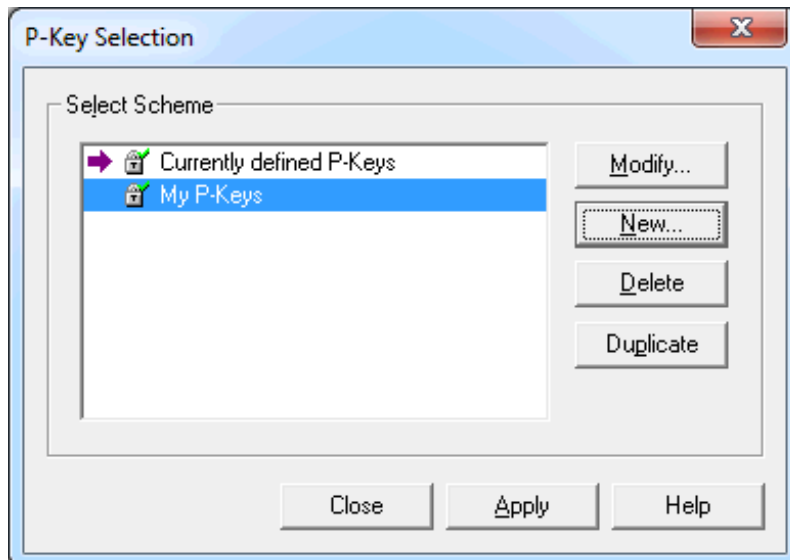 P-Key Selection
Select Scheme
Currently defined P-Keys
My P-Keys
Modify...
New...
Delete
Duplicate
Close
Apply
Help